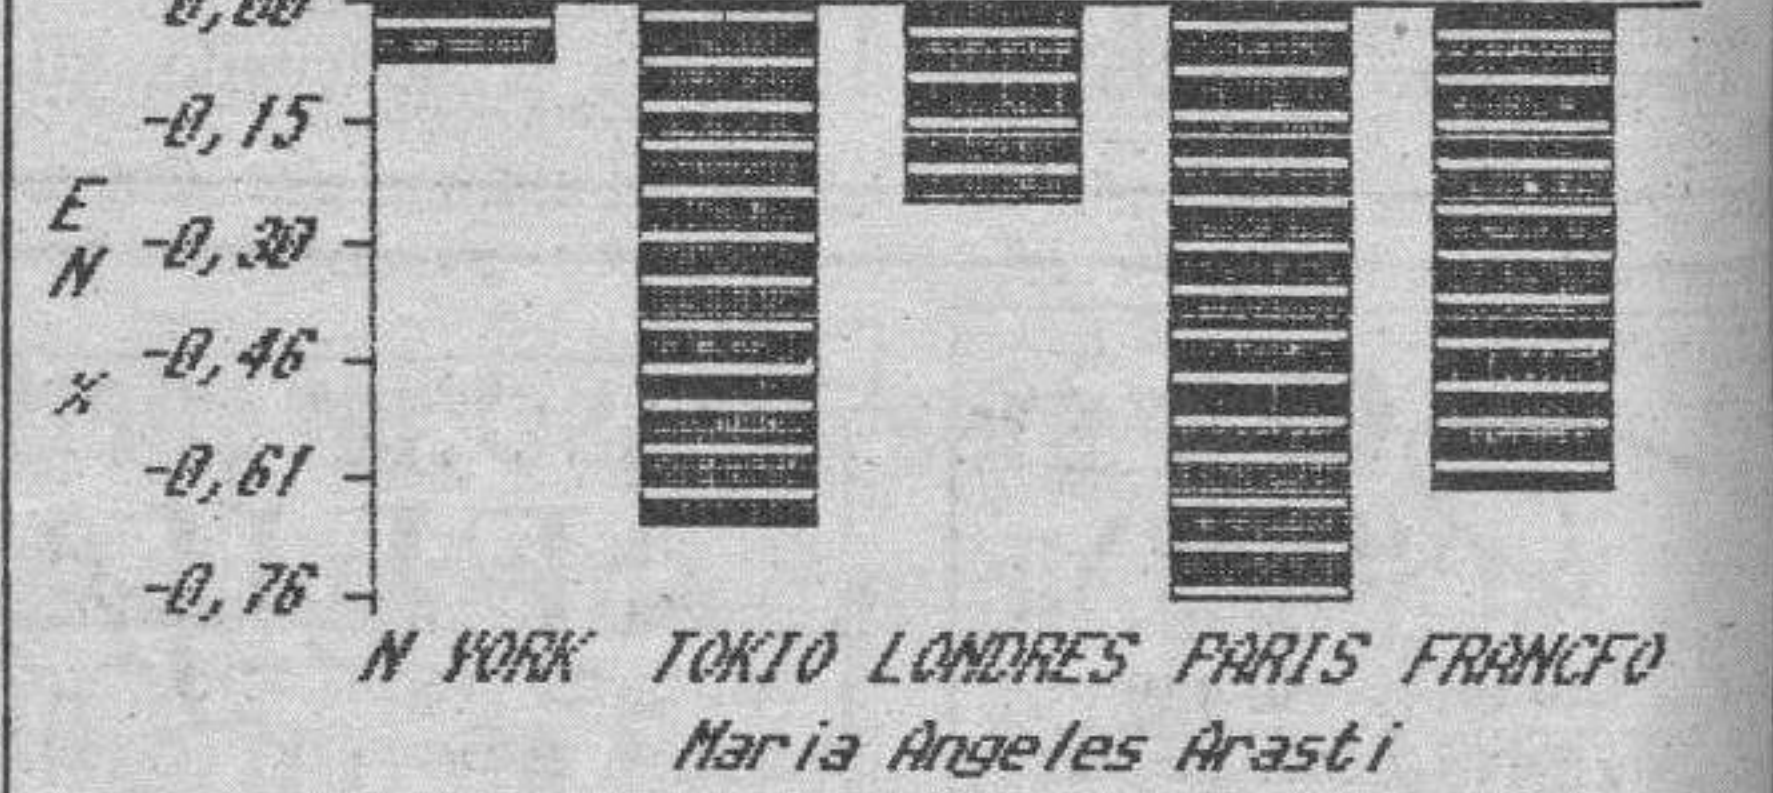 0,00
-0,15
-0,30
-0,46
-0,61
-0,76
E
N
%
N YORK TOKIO LONDRES PARIS FRANCFO
Maria Angeles Arasti